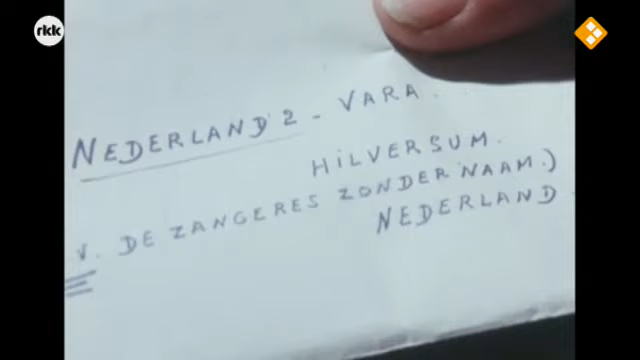 rkk
NEDERLAND 2 - VARA.
HILVERSUM.
V. DE ZANGERES ZONDER NAAM.)
NEDERLAND.